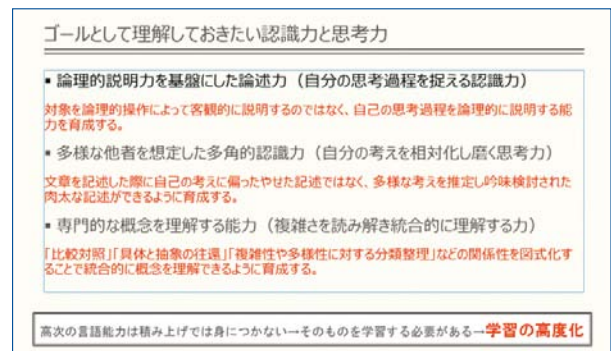 ゴールとして理解しておきたい認識力と思考力
▪ 論理的説明力を基盤にした論述力（自分の思考過程を捉える認識力）
対象を論理的操作によって客観的に説明するのではなく、自己の思考過程を論理的に説明する能
力を育成する。
▪ 多様な他者を想定した多角的認識力（自分の考えを相対化し磨く思考力）
文章を記述した際に自己の考えに偏ったやせた記述ではなく、多様な考えを推定し吟味検討された
肉太な記述ができるように育成する。
▪ 専門的な概念を理解する能力（複雑さを読み解き統合的に理解する力）
「比較対照」「具体と抽象の往還」「複雑性や多様性に対する分類整理」などの関係性を図式化す
ることで統合的に概念を理解できるように育成する。
高次の言語能力は積み上げでは身につかない→そのものを学習する必要がある→学習の高度化